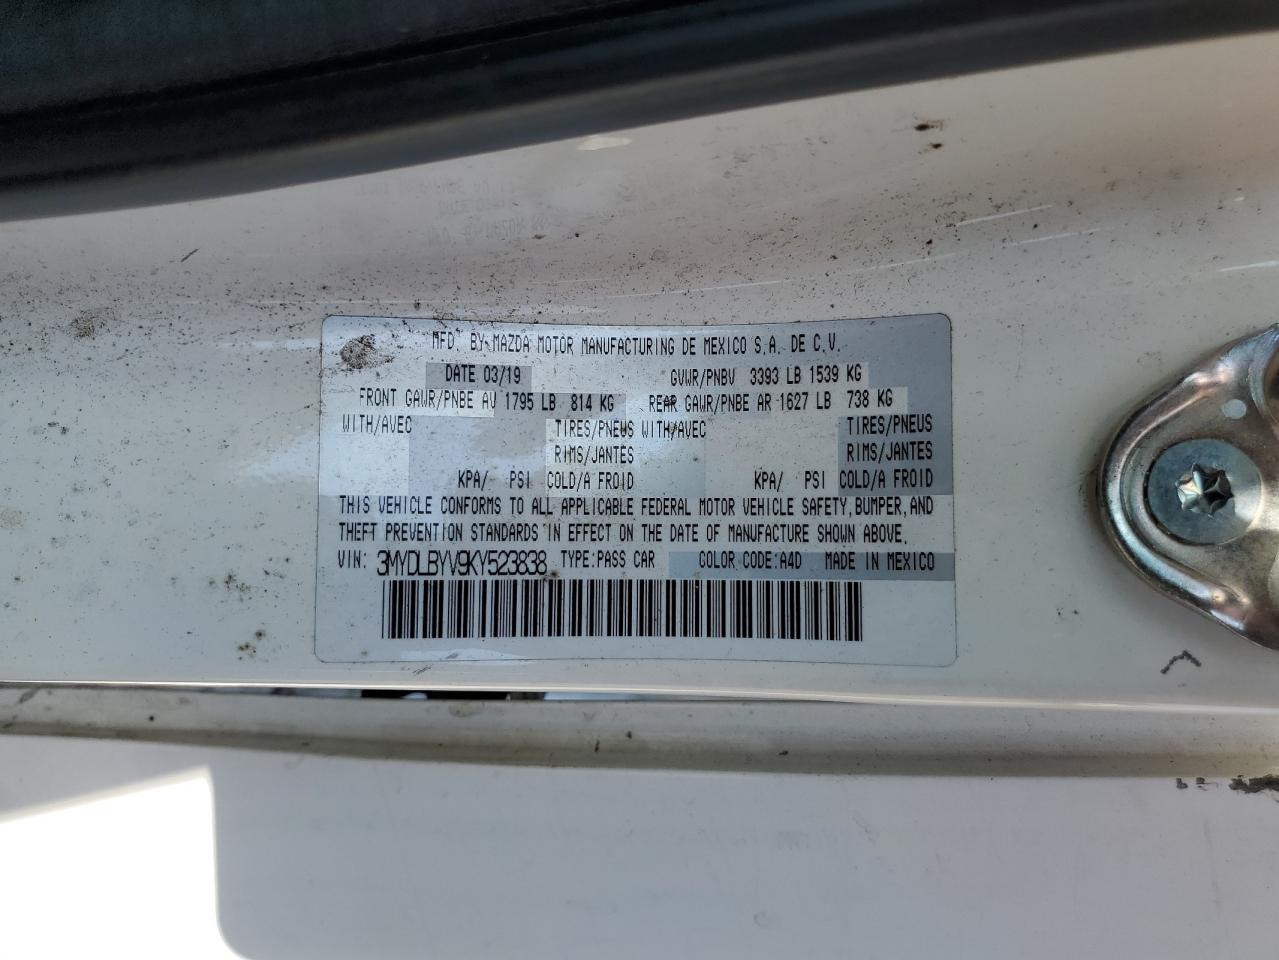 MFD. BY MAZDA MOTOR MANUFACTURING DE MEXICO S.A. DE C.V.
DATE 03/19 GVWR/PNBV 3393 LB 1539 KG
FRONT GAWR/PNBE AV 1795 LB 814 KG REAR GAWR/PNBE AR 1627 LB 738 KG
WITH/AVEC TIRES/PNEUS WITH/AVEC TIRES/PNEUS
RIMS/JANTES RIMS/JANTES
KPA/ PSI COLD/A FROID KPA/ PSI COLD/A FROID
THIS VEHICLE CONFORMS TO ALL APPLICABLE FEDERAL MOTOR VEHICLE SAFETY, BUMPER, AND
THEFT PREVENTION STANDARDS IN EFFECT ON THE DATE OF MANUFACTURE SHOWN ABOVE.
VIN: 3MYDLBYV9KY523838 TYPE:PASS CAR COLOR CODE:A4D MADE IN MEXICO